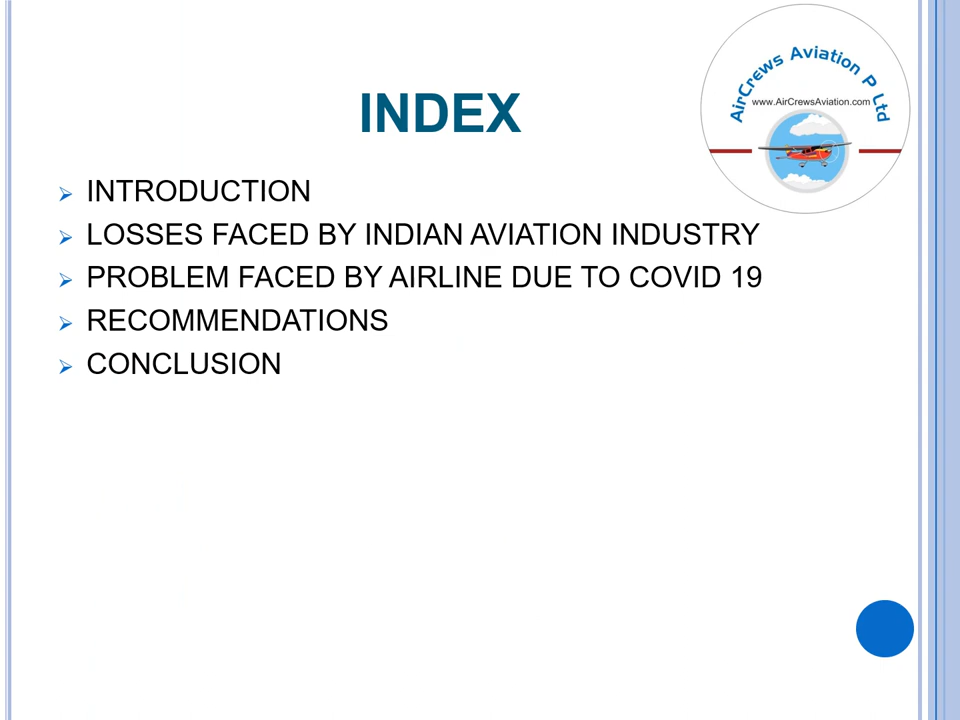 AirCrews Aviation P Ltd
www.AirCrewsAviation.com
INDEX
INTRODUCTION
LOSSES FACED BY INDIAN AVIATION INDUSTRY
PROBLEM FACED BY AIRLINE DUE TO COVID 19
RECOMMENDATIONS
CONCLUSION